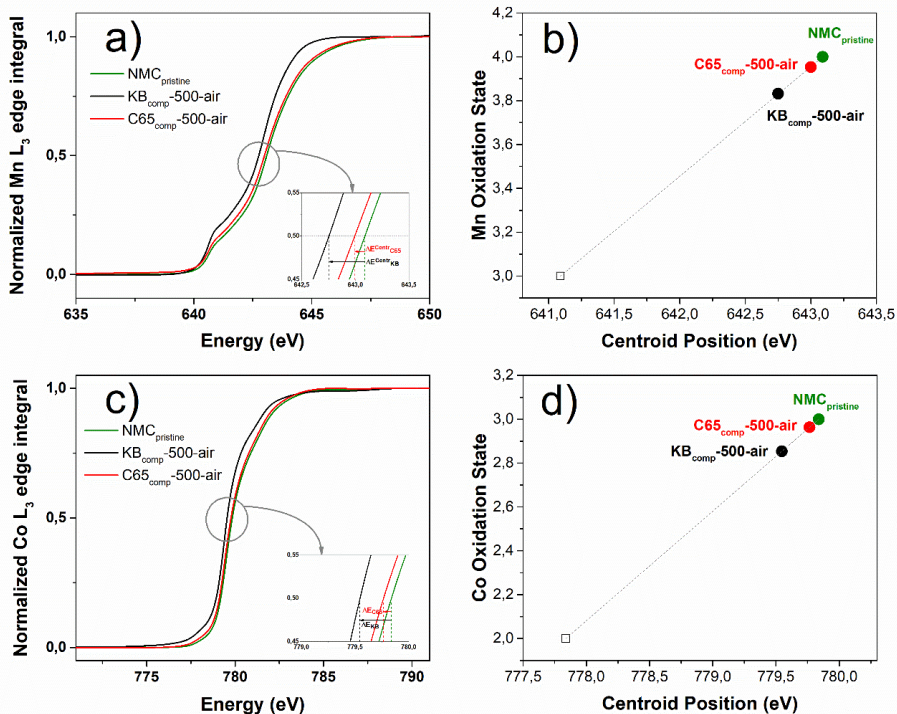 a)
Normalized Mn L3 edge integral
1,0
0,5
0,0
NMCpristine
KBcomp-500-air
C65comp-500-air
0,55
0,50
0,45
642,5
643,0
643,5
ΔECentrC65
ΔECentrKB
635
640
645
650
Energy (eV)
b)
Mn Oxidation State
4,2
4,0
3,8
3,6
3,4
3,2
3,0
NMCpristine
C65comp-500-air
KBcomp-500-air
641,0
641,5
642,0
642,5
643,0
643,5
Centroid Position (eV)
c)
Normalized Co L3 edge integral
1,0
0,5
0,0
NMCpristine
KBcomp-500-air
C65comp-500-air
0,55
0,50
0,45
779,0
779,5
780,0
ΔEC65
ΔEKB
775
780
785
790
Energy (eV)
d)
Co Oxidation State
3,2
3,0
2,8
2,6
2,4
2,2
2,0
NMCpristine
C65comp-500-air
KBcomp-500-air
777,5
778,0
778,5
779,0
779,5
780,0
Centroid Position (eV)